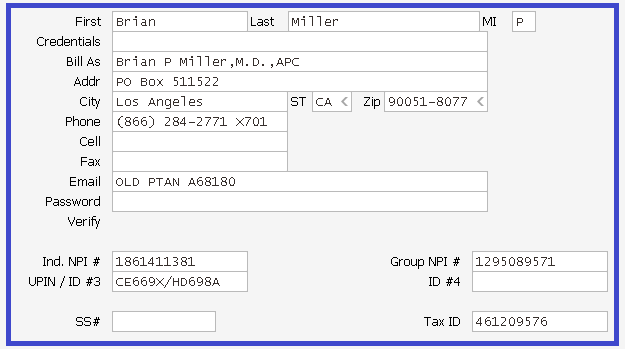 First Brian Last Miller MI P
Credentials
Bill As Brian P Miller,M.D.,APC
Addr PO Box 511522
City Los Angeles ST CA < Zip 90051-8077 <
Phone (866) 284-2771 X701
Cell
Fax
Email OLD PTAN A68180
Password
Verify
Ind. NPI # 1861411381 Group NPI # 1295089571
UPIN / ID #3 CE669X/HD698A ID #4
SS# Tax ID 461209576